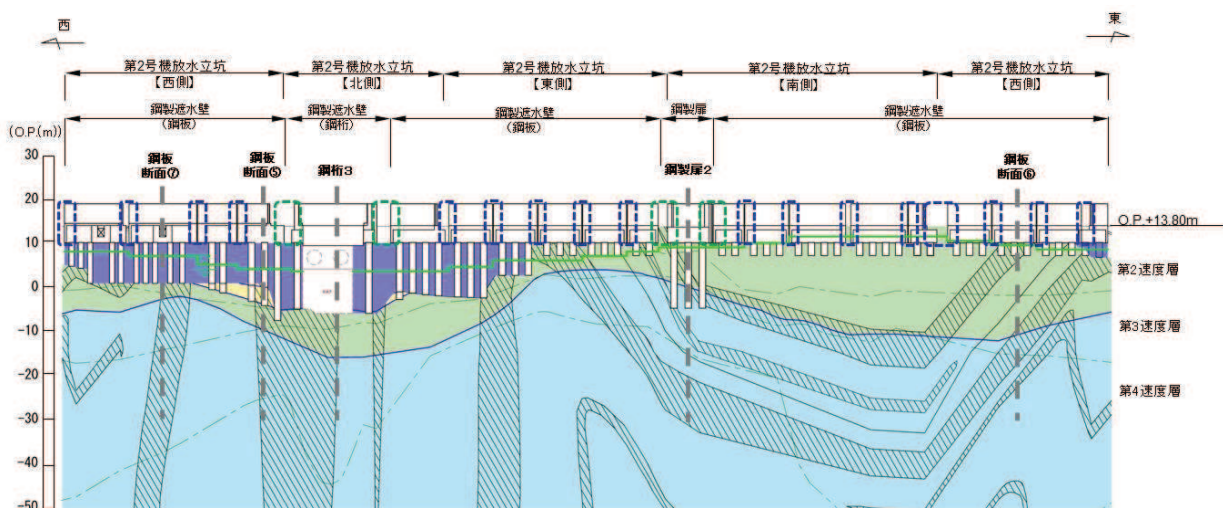 西
東
第2号機放水立坑
【西側】
第2号機放水立坑
【北側】
第2号機放水立坑
【東側】
第2号機放水立坑
【南側】
第2号機放水立坑
【西側】
鋼製遮水壁
(鋼板)
鋼製遮水壁
(鋼桁)
鋼製遮水壁
(鋼板)
鋼製扉
鋼製遮水壁
(鋼板)
(O.P.(m))
鋼板
断面⑦
鋼板
断面⑤
鋼桁3
鋼製扉2
鋼板
断面⑥
30
20
10
0
-10
-20
-30
-40
-50
O.P.+13.80m
第2速度層
第3速度層
第4速度層